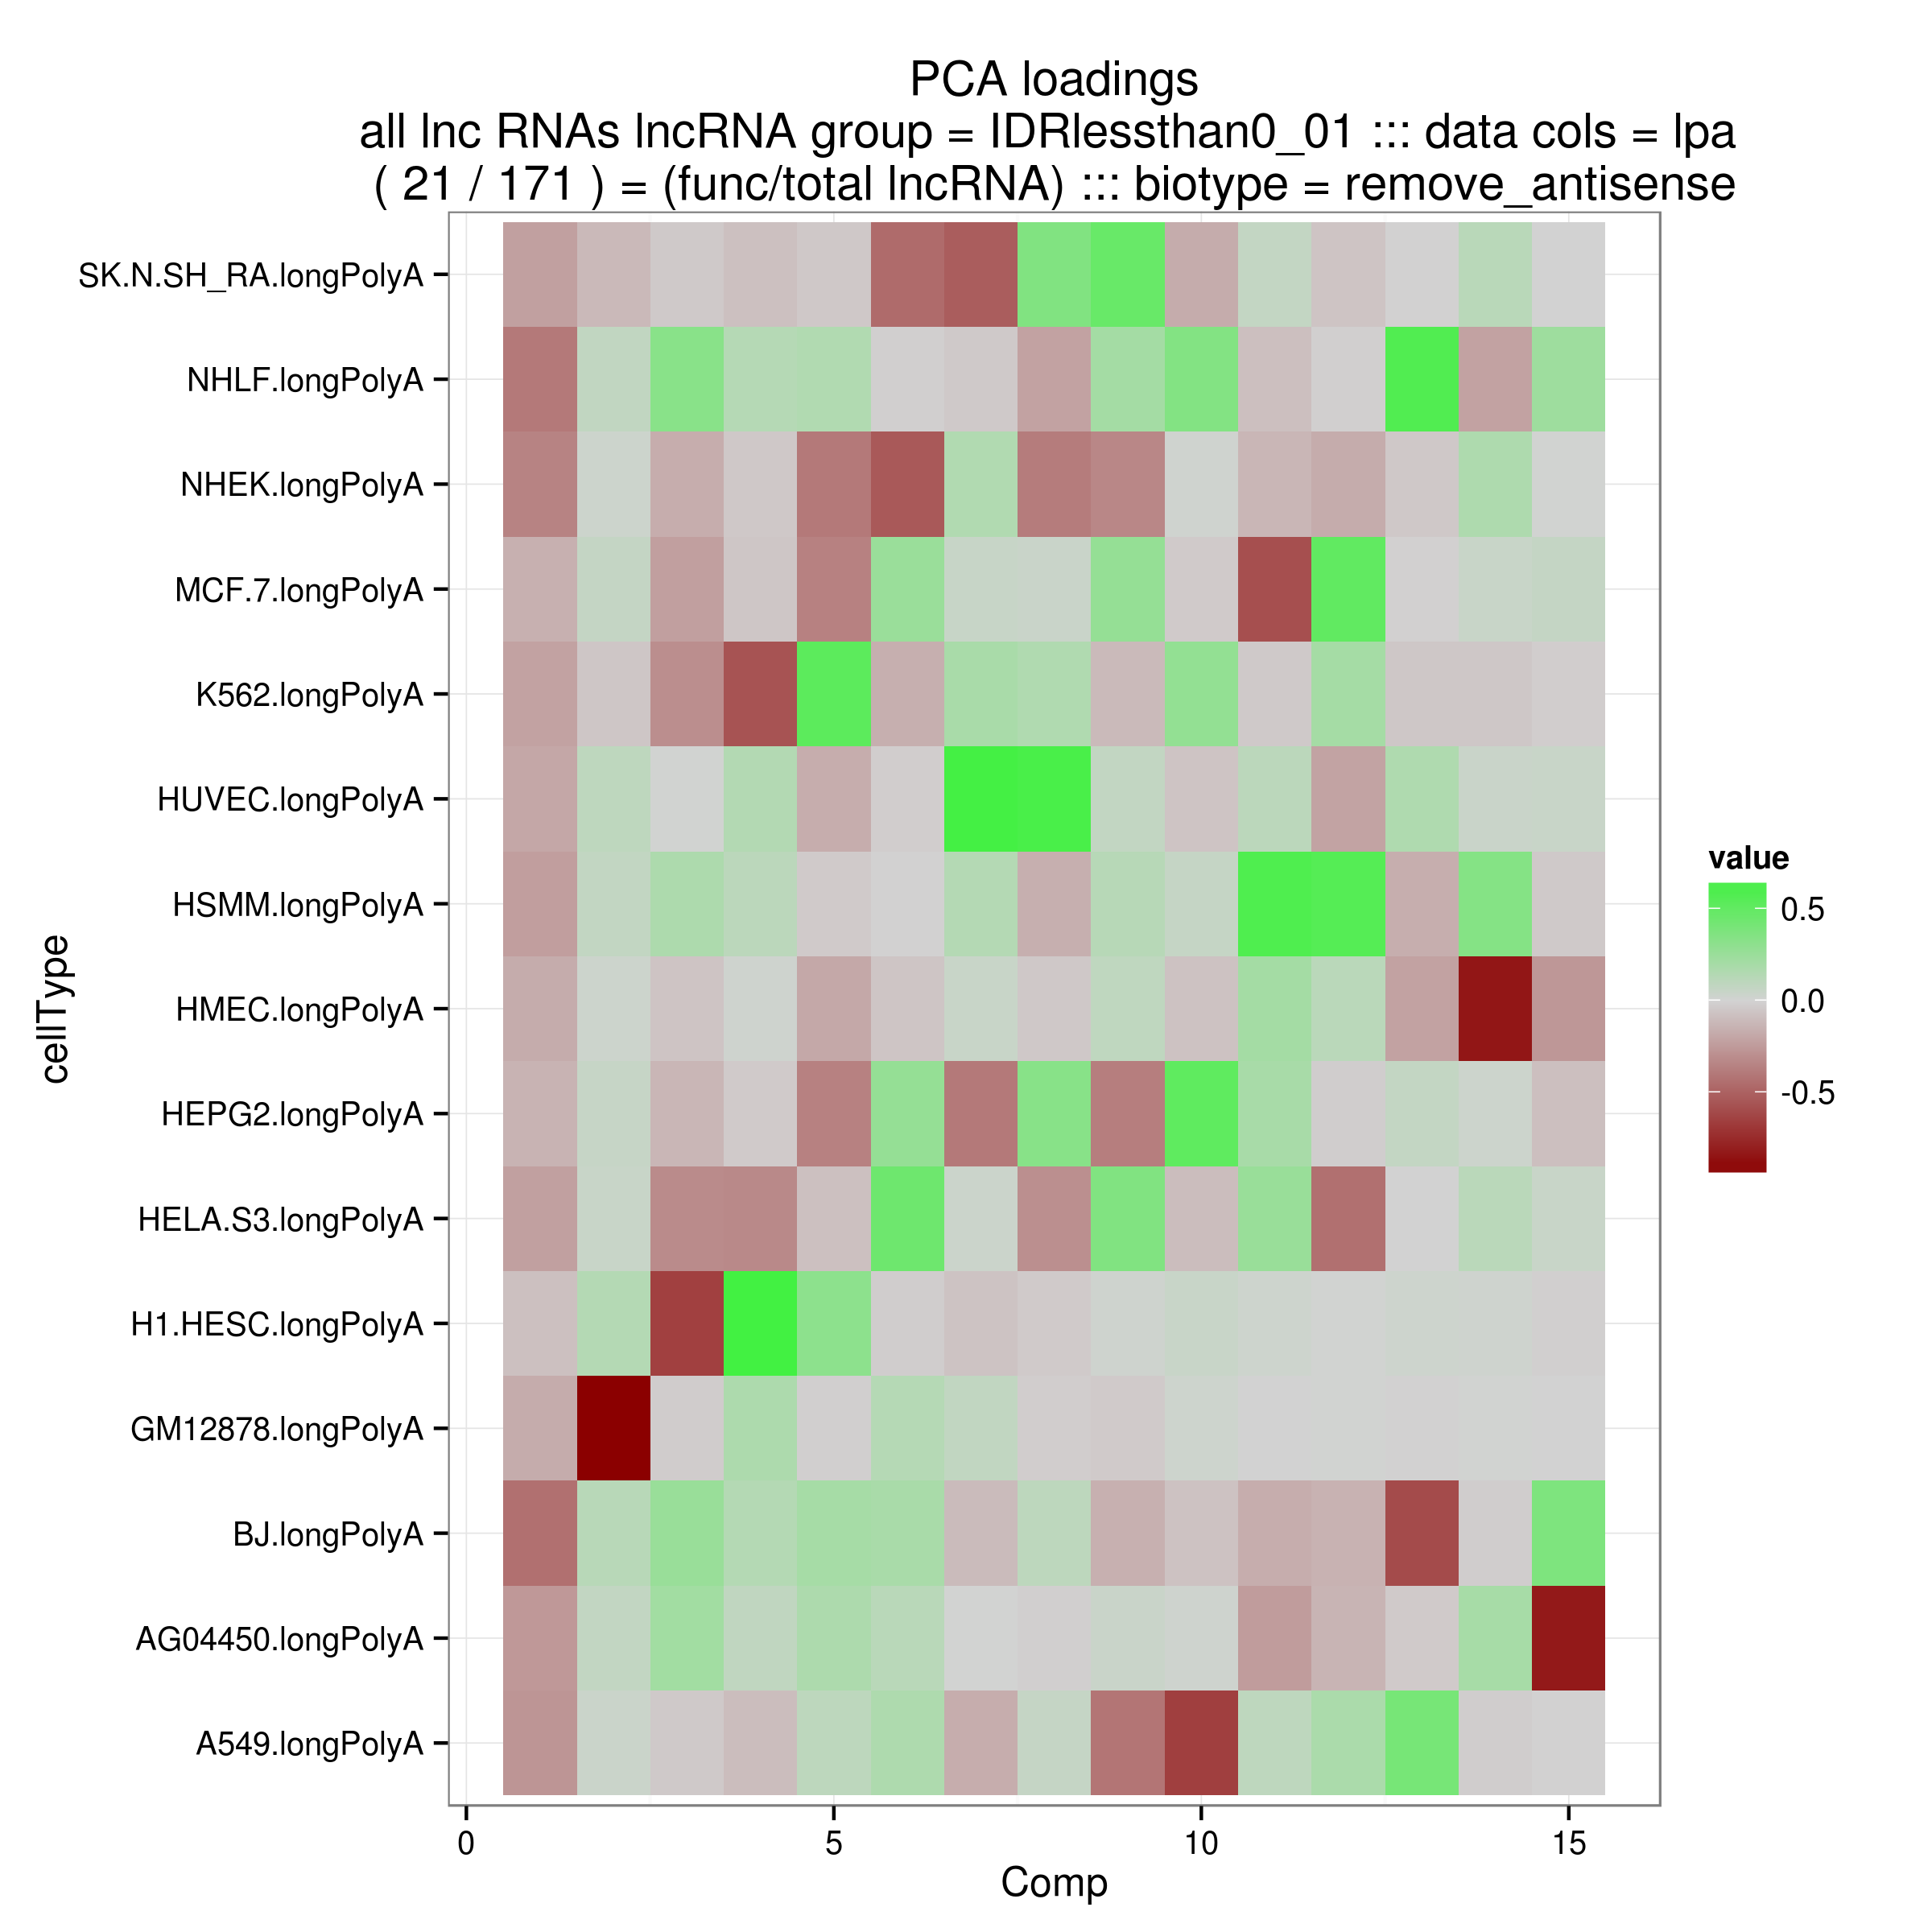 PCA loadings
all lnc RNAs lncRNA group = IDRlessthan0_01 ::: data cols = lpa
( 21 / 171 ) = (func/total lncRNA) ::: biotype = remove_antisense
cellType
SK.N.SH_RA.longPolyA
NHLF.longPolyA
NHEK.longPolyA
MCF.7.longPolyA
K562.longPolyA
HUVEC.longPolyA
HSMM.longPolyA
HMEC.longPolyA
HEPG2.longPolyA
HELA.S3.longPolyA
H1.HESC.longPolyA
GM12878.longPolyA
BJ.longPolyA
AG04450.longPolyA
A549.longPolyA
0 5 10 15
Comp
value
0.5
0.0
-0.5